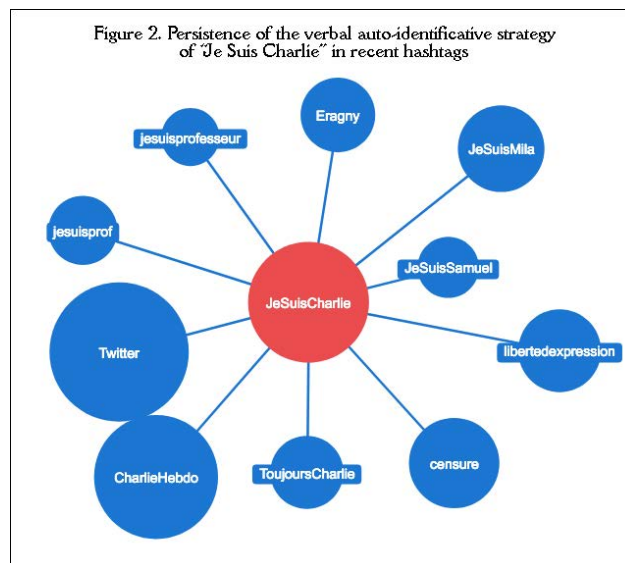 Figure 2. Persistence of the verbal auto-identificative strategy
of "Je Suis Charlie" in recent hashtags
Eragny
jesuisprofesseur
JeSuisMila
jesuisprof
JeSuisSamuel
JeSuisCharlie
Twitter
libertedexpression
CharlieHebdo
ToujoursCharlie
censure